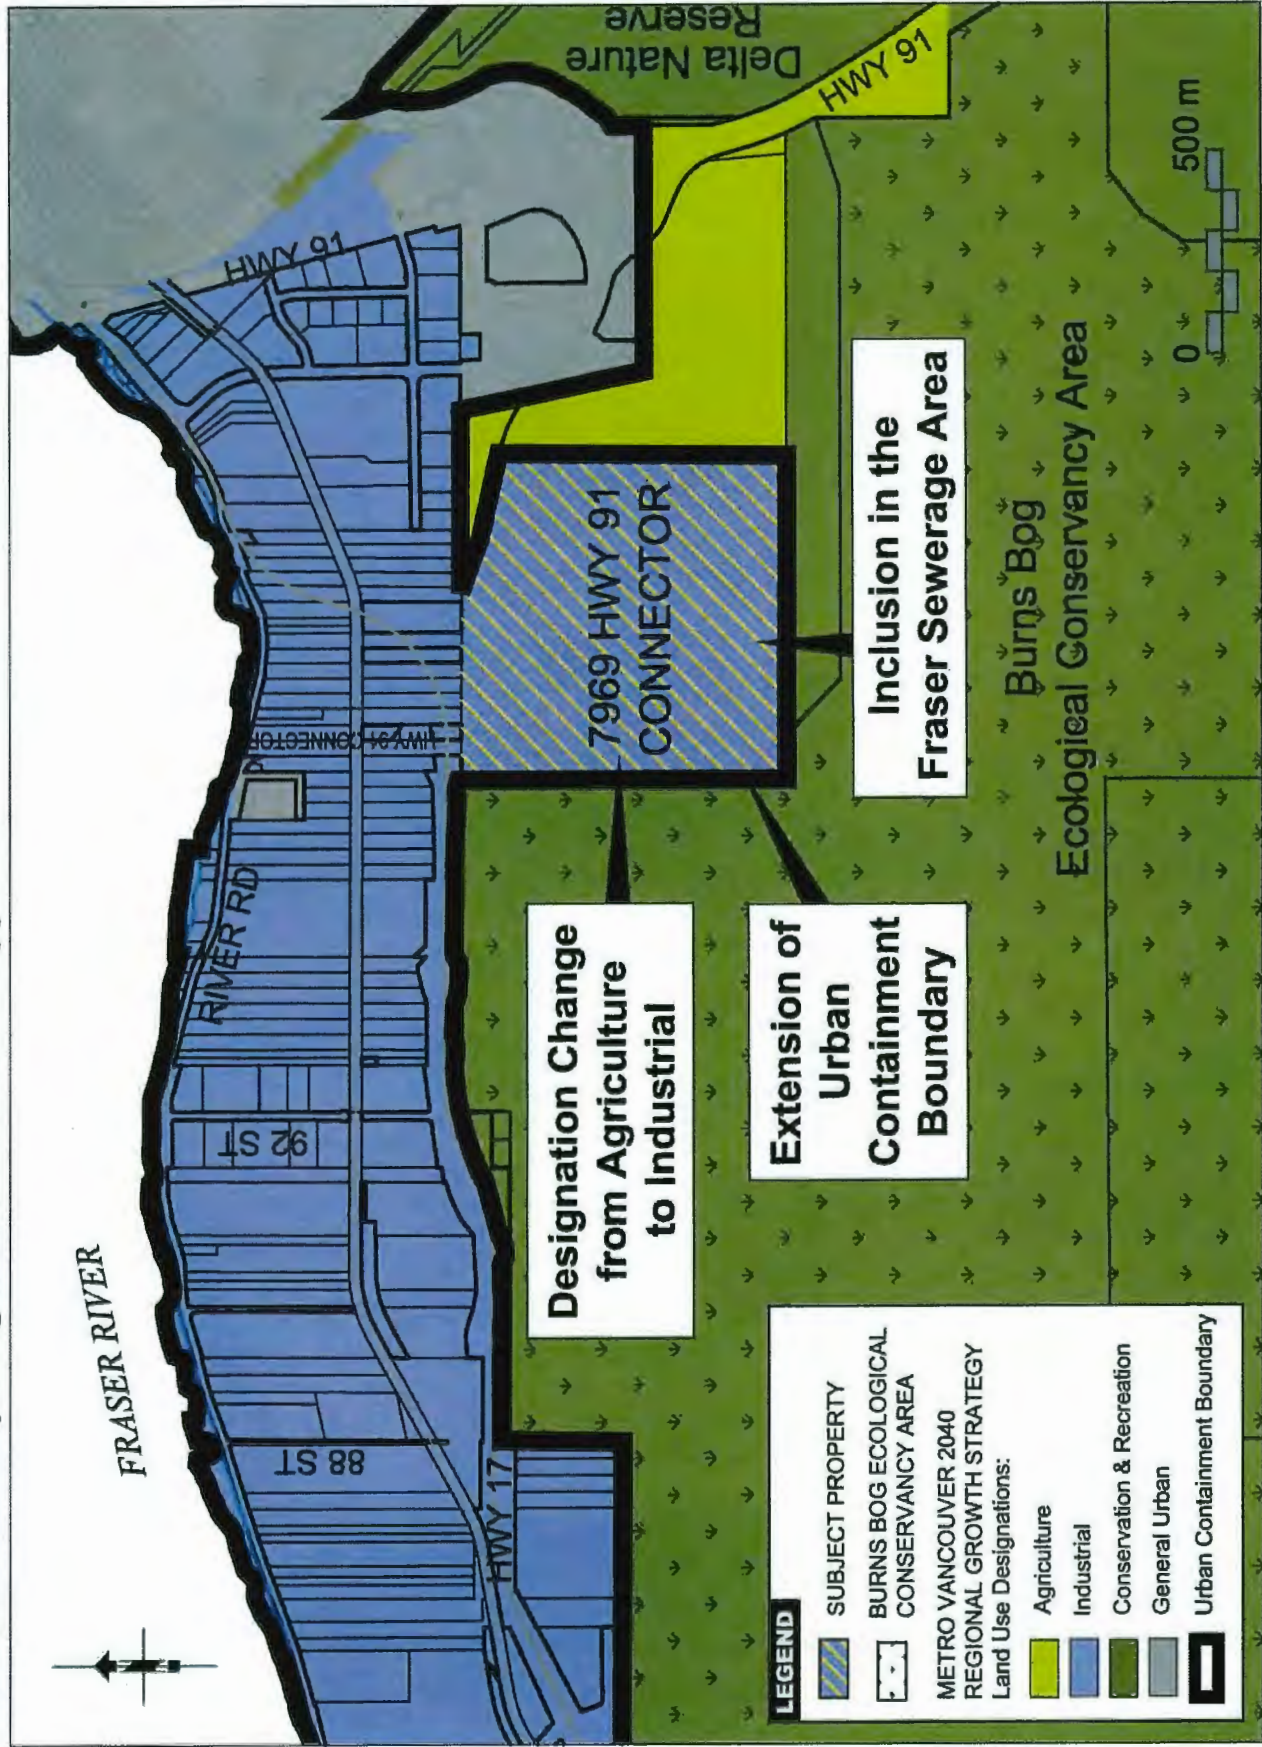 FRASER RIVER
RIVER RD
HWY 91
HWY 91
Delta Nature
Reserve
88 ST
92 ST
HWY 17
HWY 91 CONNECTOR
7969 HWY 91
CONNECTOR
Designation Change
from Agriculture
to Industrial
Extension of
Urban
Containment
Boundary
Inclusion in the
Fraser Sewerage Area
Burns Bog
Ecological Conservancy Area
0 500 m
LEGEND
SUBJECT PROPERTY
BURNS BOG ECOLOGICAL
CONSERVANCY AREA
METRO VANCOUVER 2040
REGIONAL GROWTH STRATEGY
Land Use Designations:
Agriculture
Industrial
Conservation & Recreation
General Urban
Urban Containment Boundary